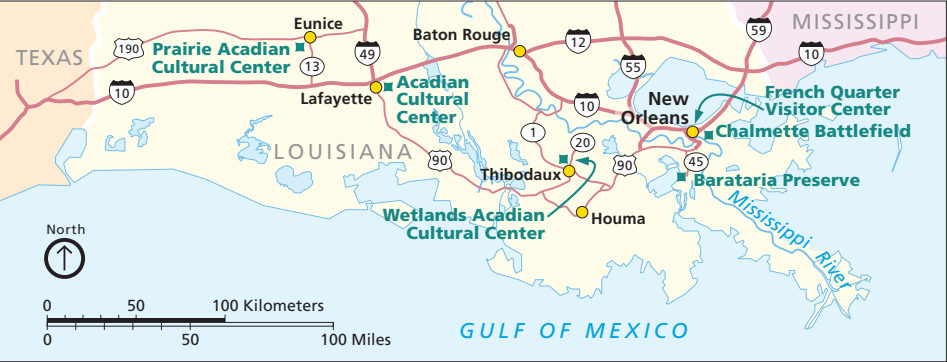 MISSISSIPPI
59
Eunice
TEXAS
190
Prairie Acadian
Cultural Center
13
49
Baton Rouge
12
10
55
10
Lafayette
Acadian
Cultural
Center
10
New
Orleans
French Quarter
Visitor Center
Chalmette Battlefield
LOUISIANA
90
1
20
90
45
Thibodaux
Barataria Preserve
Wetlands Acadian
Cultural Center
Houma
Mississippi
River
North
0 50 100 Kilometers
0 50 100 Miles
GULF OF MEXICO